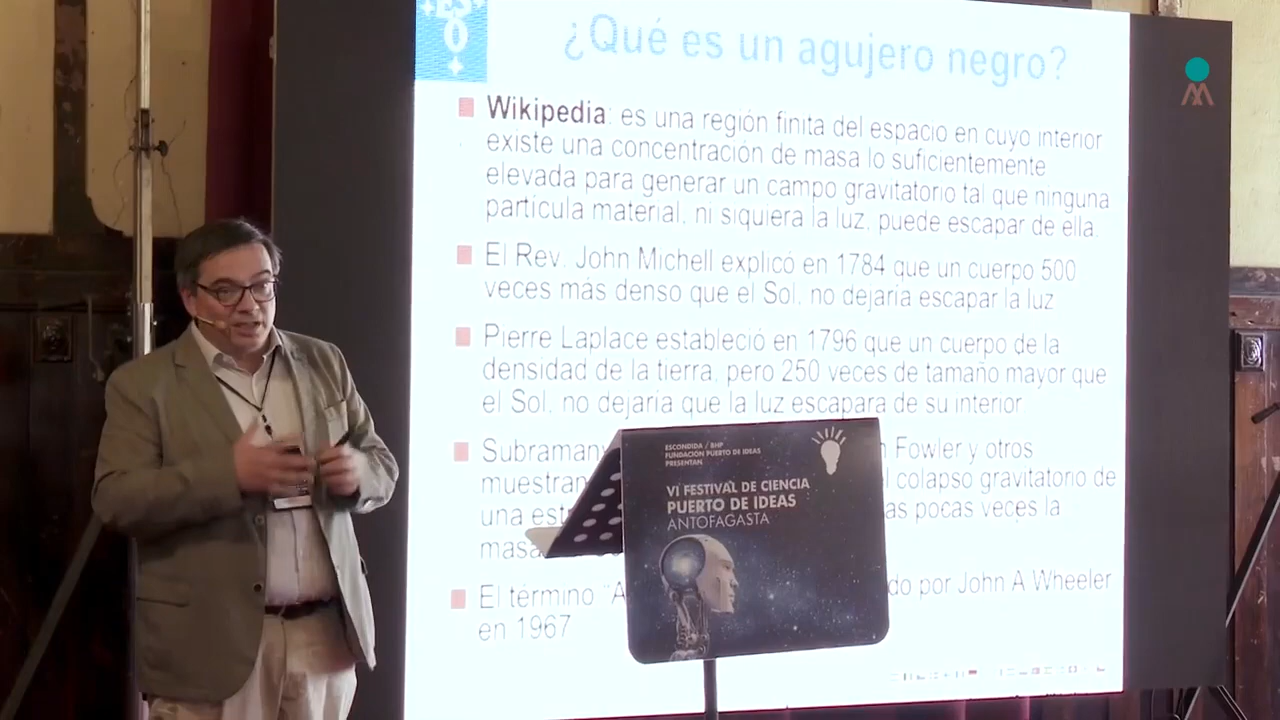 ES
O
¿Qué es un agujero negro?
Wikipedia: es una región finita del espacio en cuyo interior
existe una concentración de masa lo suficientemente
elevada para generar un campo gravitatorio tal que ninguna
partícula material, ni siquiera la luz, puede escapar de ella.
El Rev. John Michell explicó en 1784 que un cuerpo 500
veces más denso que el Sol, no dejaría escapar la luz
Pierre Laplace estableció en 1796 que un cuerpo de la
densidad de la tierra, pero 250 veces de tamaño mayor que
el Sol, no dejaría que la luz escapara de su interior
Fowler y otros
colapso gravitatorio de
una
pocas veces la
masa
El término
por John A Wheeler
en 1967
ESCONDIDA / BHP
FUNDACIÓN PUERTO DE IDEAS
PRESENTAN
VI FESTIVAL DE CIENCIA
PUERTO DE IDEAS
ANTOFAGASTA